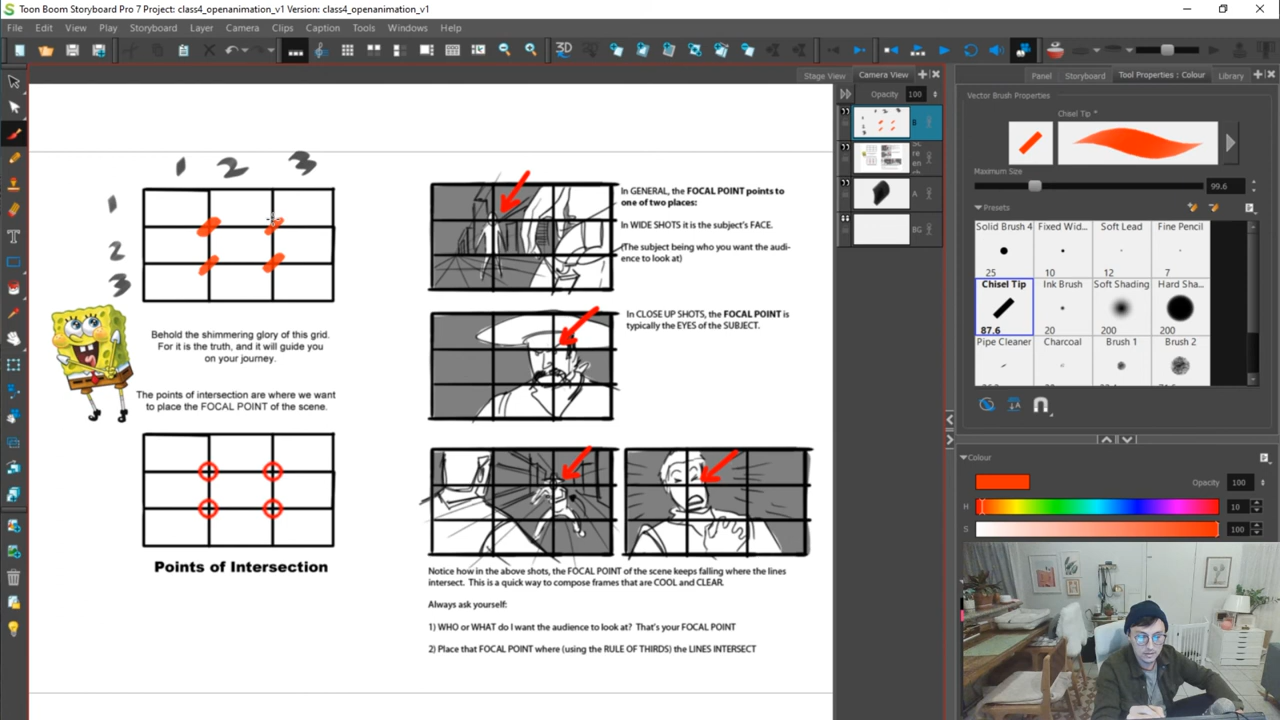 Toon Boom Storyboard Pro 7 Project: class4_openanimation_v1 Version: class4_openanimation_v1
File Edit View Play Storyboard Layer Camera Clips Caption Tools Windows Help
3D
Stage View Camera View
Opacity 100
B
A
BG
Panel Storyboard Tool Properties : Colour Library
Vector Brush Properties
Chisel Tip *
Maximum Size
99.6
Presets
Solid Brush 4 Fixed Wid... Soft Lead Fine Pencil
25 10 12 7
Chisel Tip Ink Brush Soft Shading Hard Sha...
87.6 20 200 200
Pipe Cleaner Charcoal Brush 1 Brush 2
Colour
Opacity 100
H 10
S 100
1 2 3
1
2
3
Behold the shimmering glory of this grid.
For it is the truth, and it will guide you
on your journey.
The points of intersection are where we want
to place the FOCAL POINT of the scene.
Points of Intersection
In GENERAL, the FOCAL POINT points to
one of two places:
In WIDE SHOTS it is the subject's FACE.
(The subject being who you want the audi-
ence to look at)
In CLOSE UP SHOTS, the FOCAL POINT is
typically the EYES of the SUBJECT.
Notice how in the above shots, the FOCAL POINT of the scene keeps falling where the lines
intersect. This is a quick way to compose frames that are COOL and CLEAR.
Always ask yourself:
1) WHO or WHAT do I want the audience to look at? That's your FOCAL POINT
2) Place that FOCAL POINT where (using the RULE OF THIRDS) the LINES INTERSECT